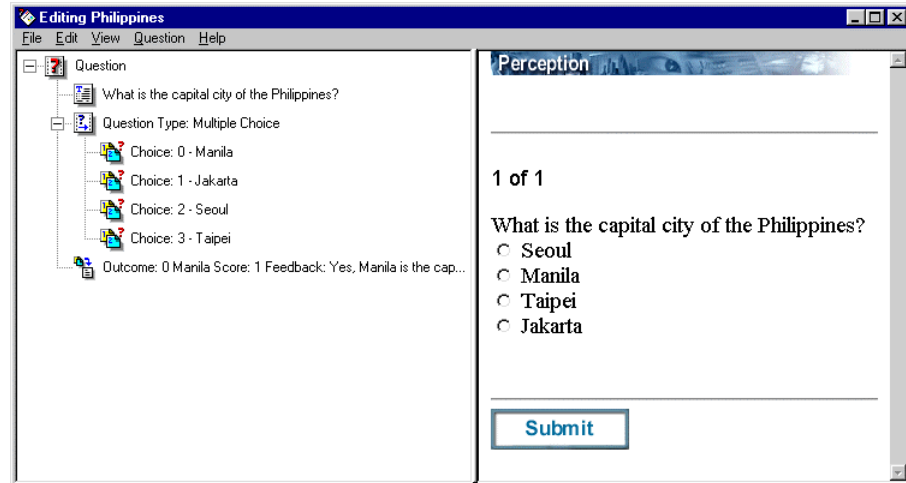 Editing Philippines
File Edit View Question Help
Question
What is the capital city of the Philippines?
Question Type: Multiple Choice
Choice: 0 - Manila
Choice: 1 - Jakarta
Choice: 2 - Seoul
Choice: 3 - Taipei
Outcome: 0 Manila Score: 1 Feedback: Yes, Manila is the cap...
Perception
1 of 1
What is the capital city of the Philippines?
Seoul
Manila
Taipei
Jakarta
Submit